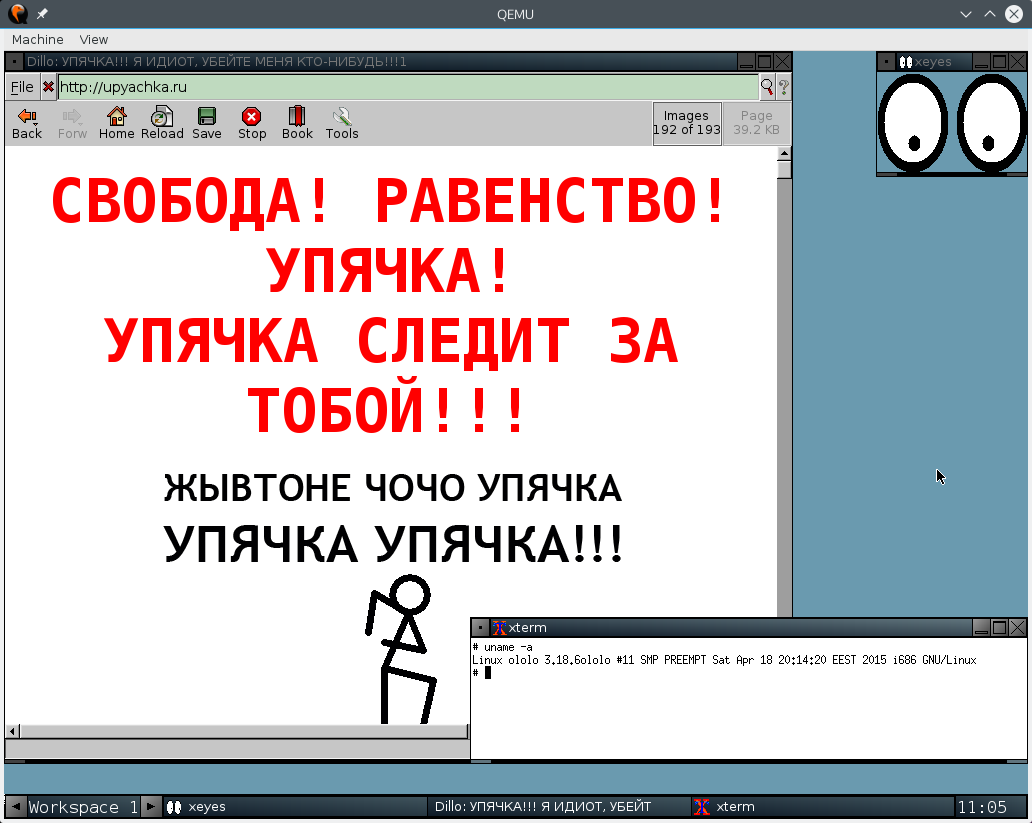 QEMU
Machine View
Dillo: УПЯЧКА!!! Я ИДИОТ, УБЕЙТЕ МЕНЯ КТО-НИБУДЬ!!!1
xeyes
File http://upyachka.ru ?
Back Forw Home Reload Save Stop Book Tools
Images
192 of 193
Page
39.2 KB
СВОБОДА! РАВЕНСТВО!
УПЯЧКА!
УПЯЧКА СЛЕДИТ ЗА
ТОБОЙ!!!
ЖЫВТОНЕ ЧОЧО УПЯЧКА
УПЯЧКА УПЯЧКА!!!
xterm
# uname -a
Linux ololo 3.18.6ololo #11 SMP PREEMPT Sat Apr 18 20:14:20 EEST 2015 i686 GNU/Linux
#
Workspace 1 xeyes Dillo: УПЯЧКА!!! Я ИДИОТ, УБЕЙТ xterm 11:05